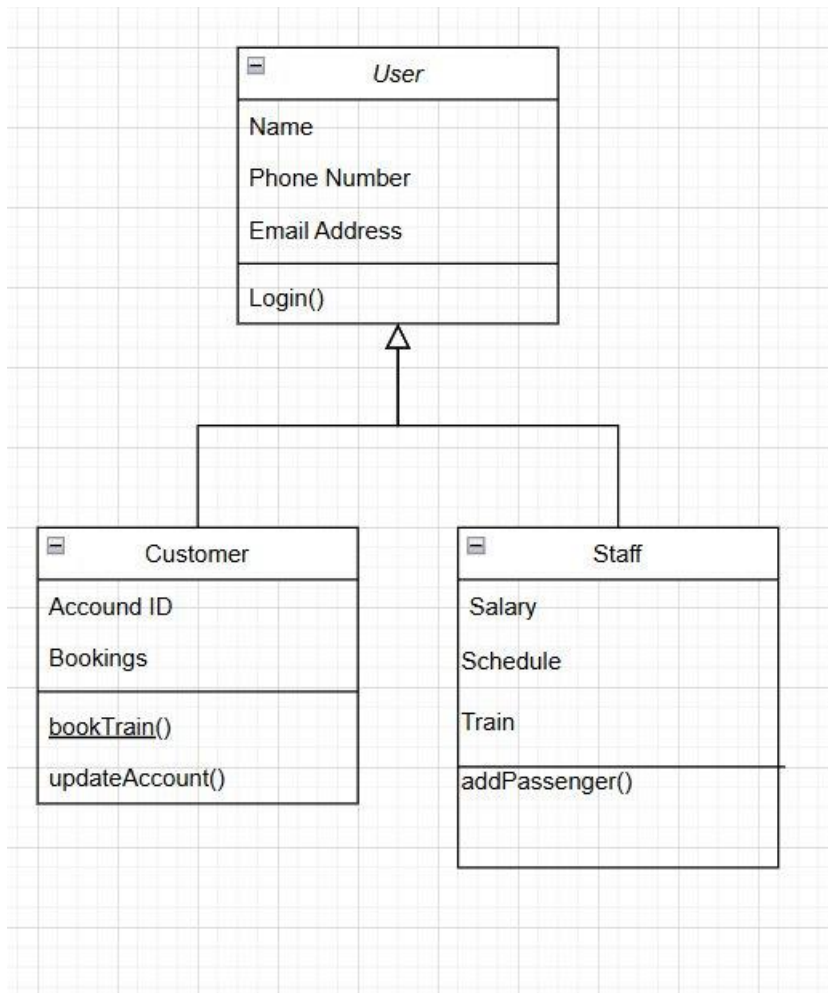 User
Name
Phone Number
Email Address
Login()
Customer
Accound ID
Bookings
bookTrain()
updateAccount()
Staff
Salary
Schedule
Train
addPassenger()